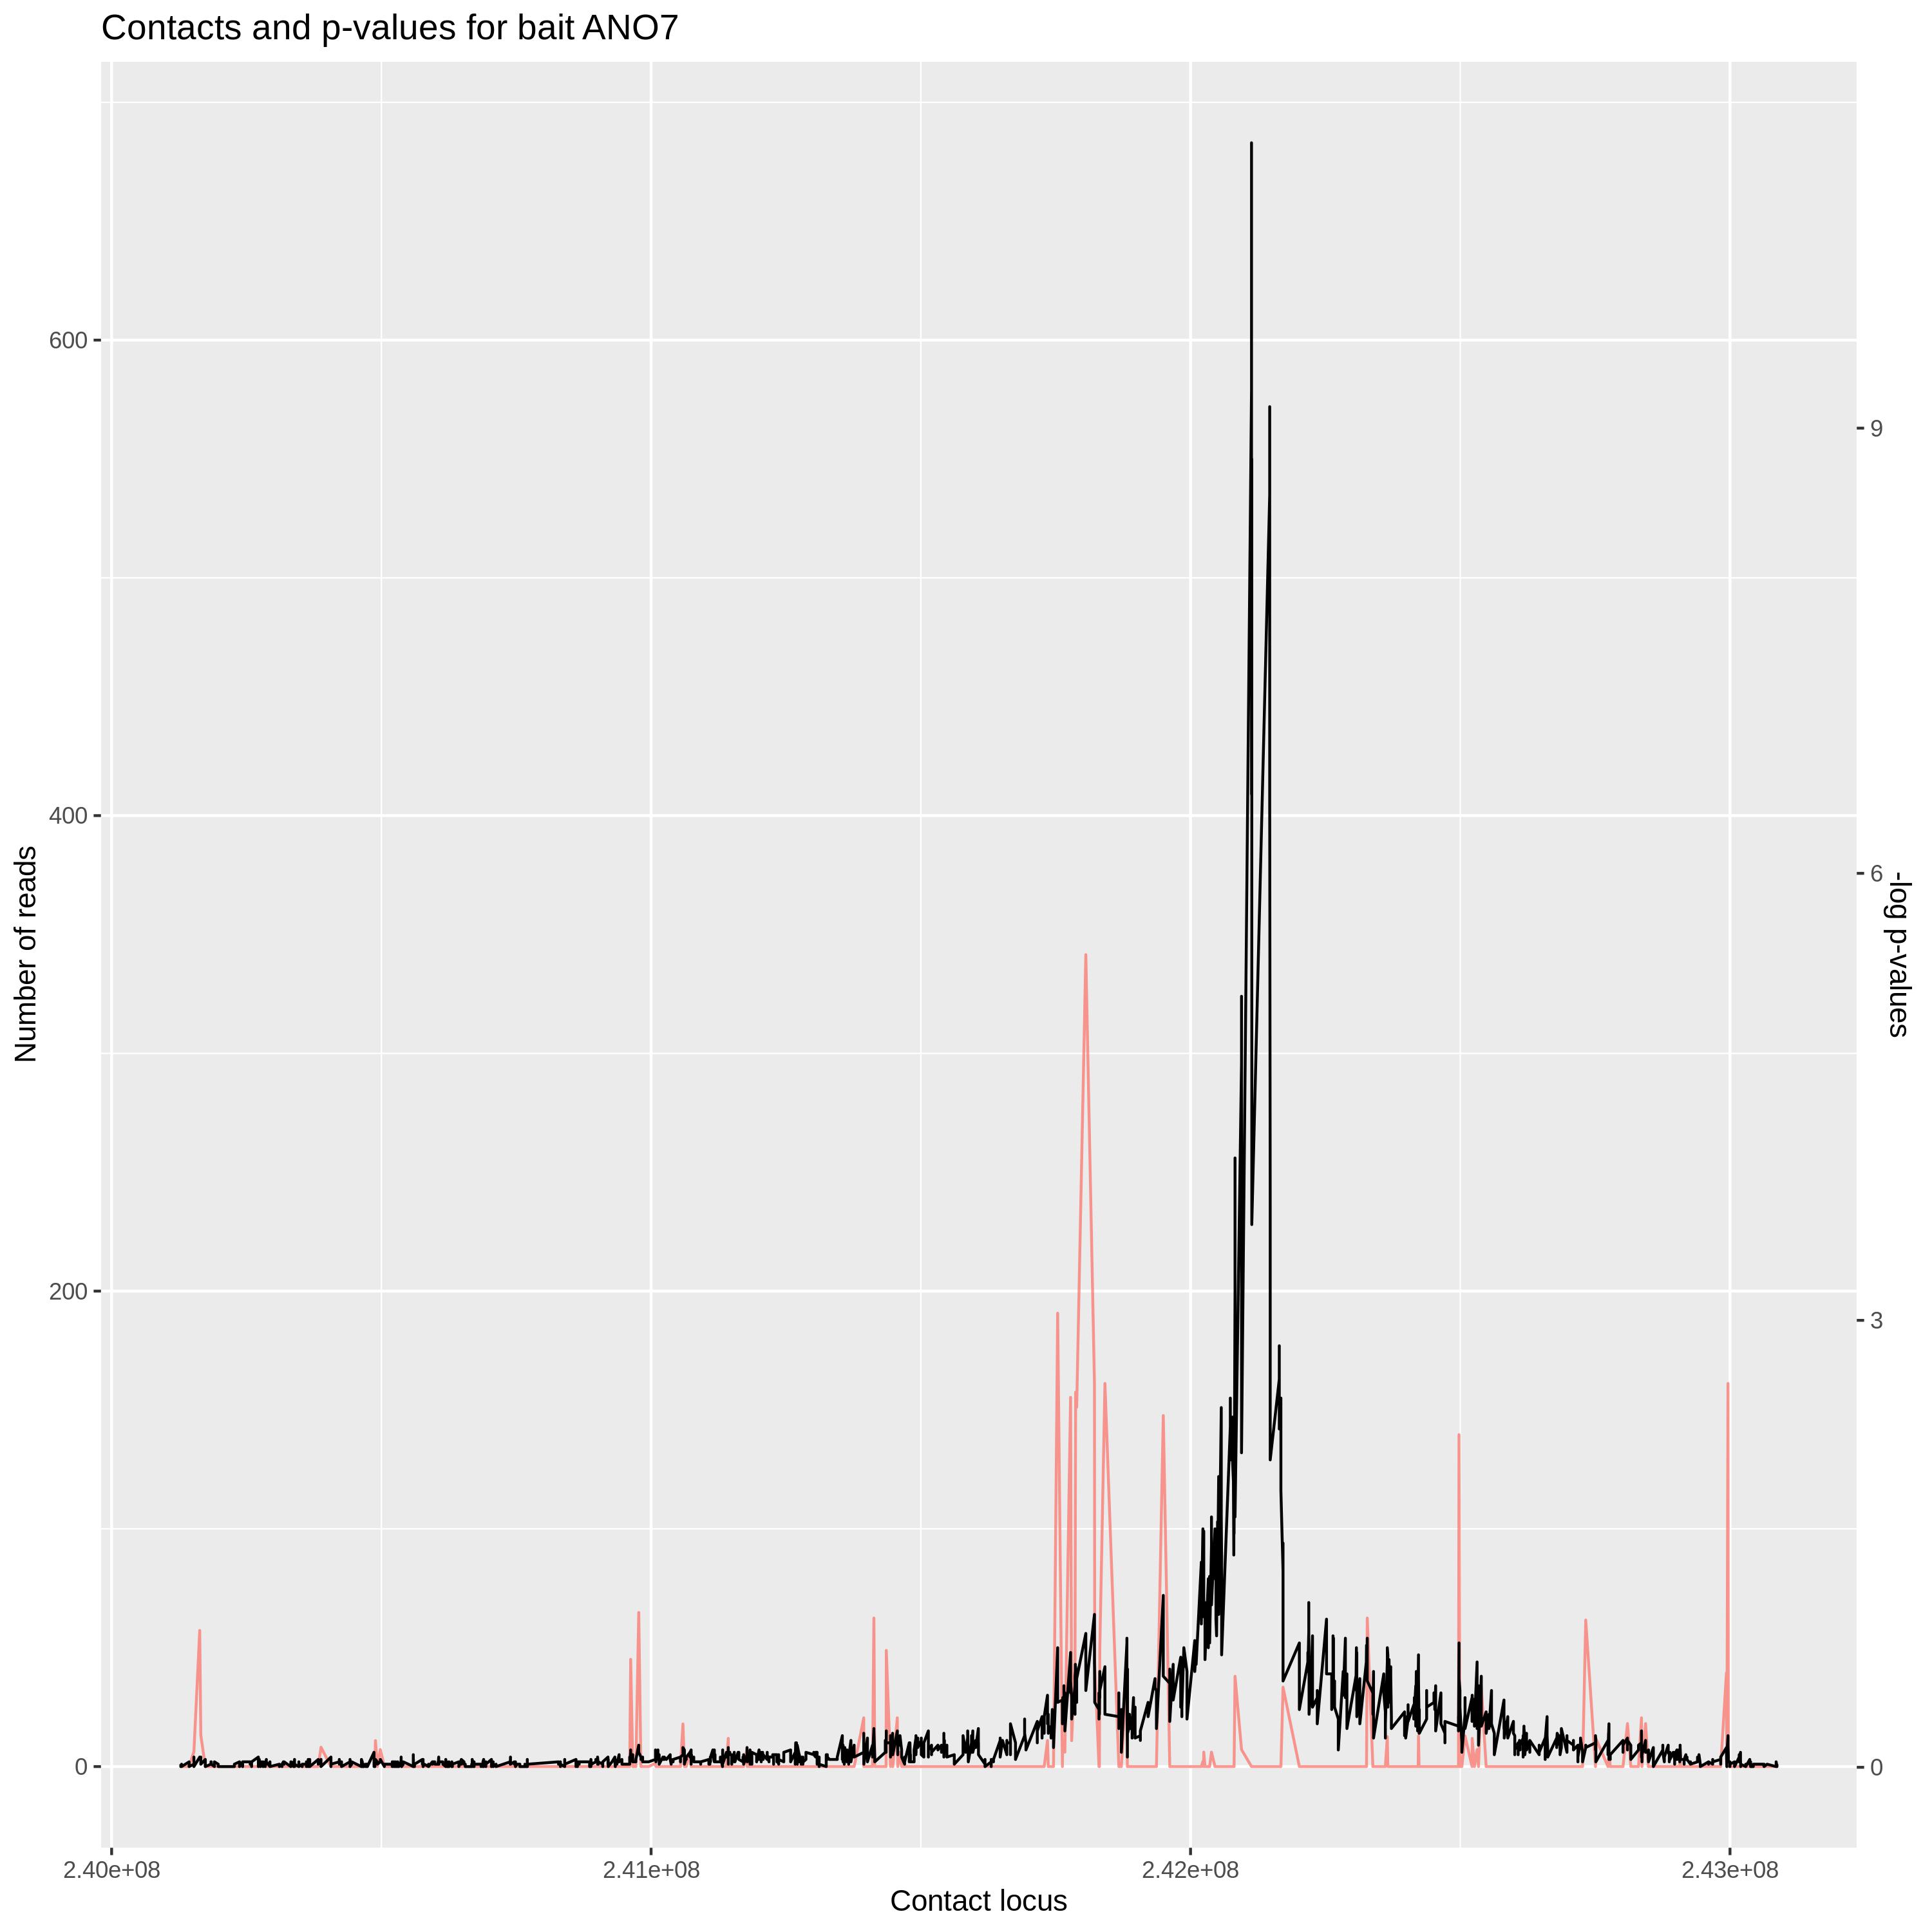 Contacts and p-values for bait ANO7
600
400
200
0
Number of reads
9
6
3
0
-log p-values
2.40e+08
2.41e+08
2.42e+08
2.43e+08
Contact locus